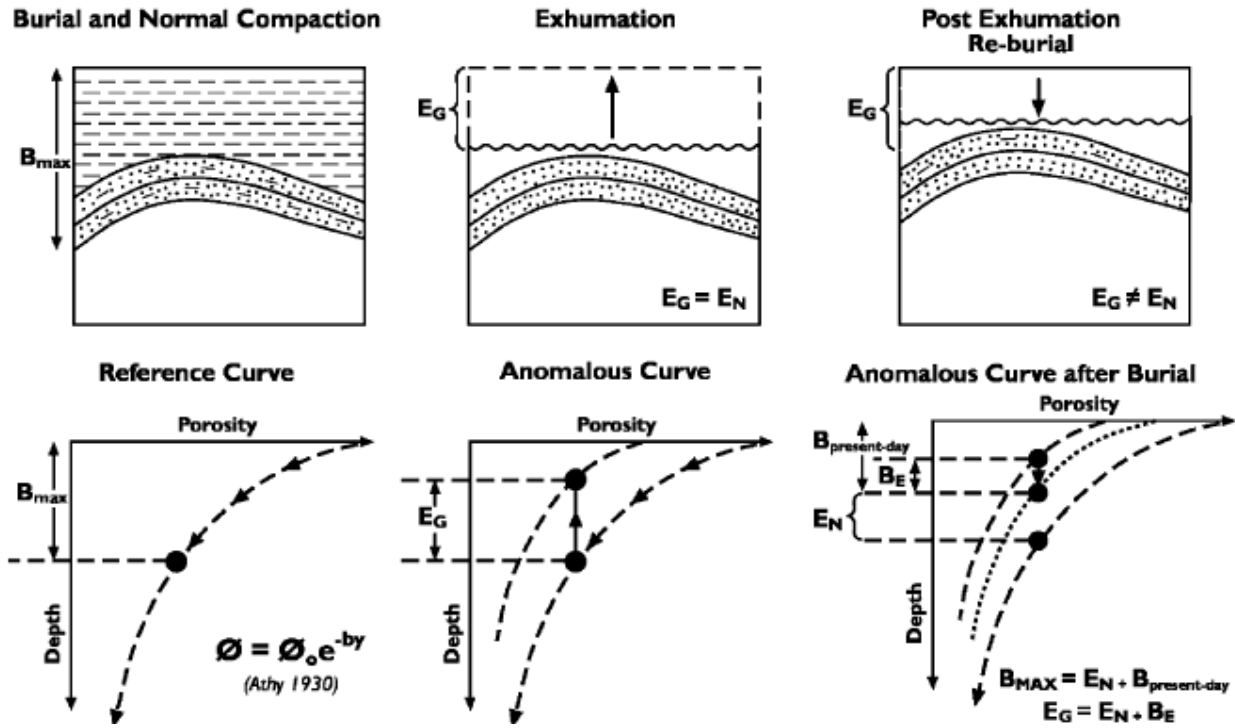 Burial and Normal Compaction
Exhumation
Post Exhumation
Re-burial
Bmax
EG
EG = EN
EG
EG ≠ EN
Reference Curve
Porosity
Bmax
Depth
Ø = Øoe-by
(Athy 1930)
Anomalous Curve
Porosity
EG
Depth
Anomalous Curve after Burial
Porosity
Bpresent-day
BE
EN
Depth
BMAX = EN + Bpresent-day
EG = EN + BE